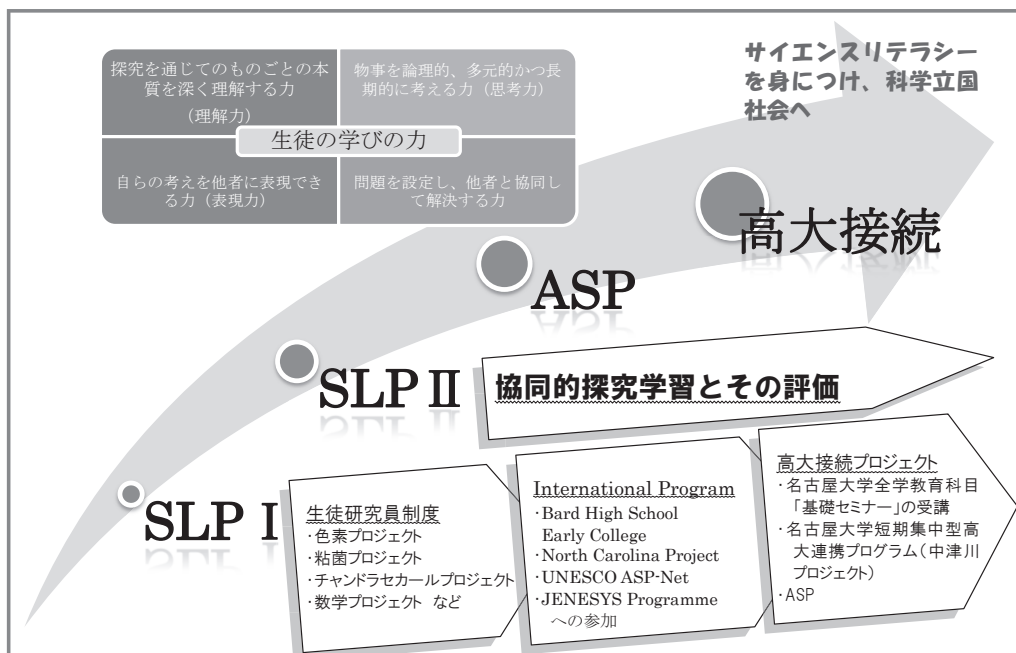 サイエンスリテラシー
を身につけ、科学立国
社会へ
探究を通じてのものごとの本
質を深く理解する力
(理解力)
物事を論理的、多元的かつ長
期的に考える力（思考力）
生徒の学びの力
自らの考えを他者に表現でき
る力（表現力）
問題を設定し、他者と協同し
て解決する力
高大接続
ASP
SLP II
SLP I
協同的探究学習とその評価
生徒研究員制度
・色素プロジェクト
・粘菌プロジェクト
・チャンドラセカールプロジェクト
・数学プロジェクト など
International Program
・Bard High School
Early College
・North Carolina Project
・UNESCO ASP-Net
・JENESYS Programme
への参加
高大接続プロジェクト
・名古屋大学全学教育科目
「基礎セミナー」の受講
・名古屋大学短期集中型高
大連携プログラム（中津川
プロジェクト）
・ASP